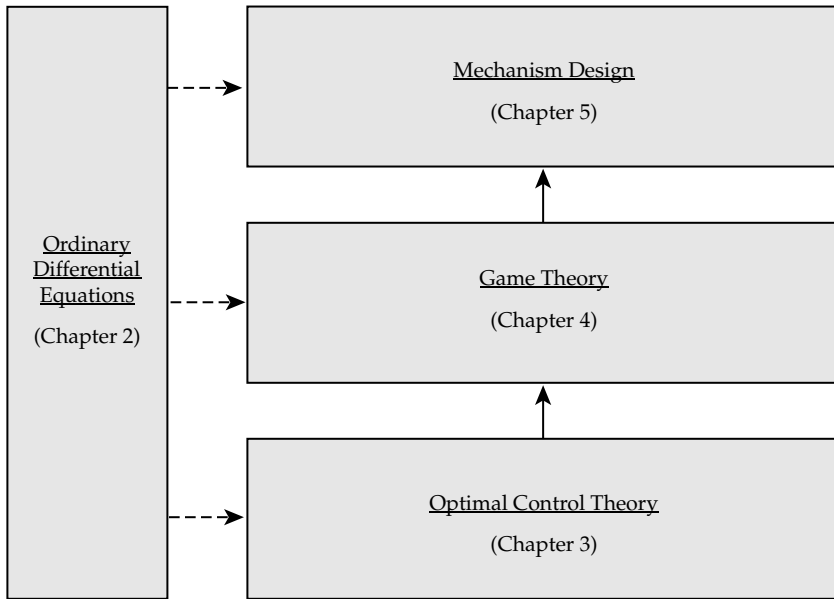 Mechanism Design
(Chapter 5)
Ordinary
Differential
Equations
(Chapter 2)
Game Theory
(Chapter 4)
Optimal Control Theory
(Chapter 3)